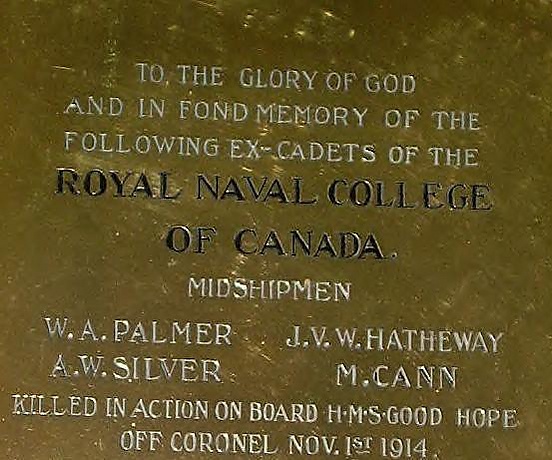 TO, THE GLORY OF GOD
AND IN FOND MEMORY OF THE
FOLLOWING EX-CADETS OF THE
ROYAL NAVAL COLLEGE
OF CANADA.
MIDSHIPMEN
W. A. PALMER J. V. W. HATHEWAY
A. W. SILVER M. CANN
KILLED IN ACTION ON BOARD H·M·S·GOOD HOPE
OFF CORONEL NOV. 1ST 1914.